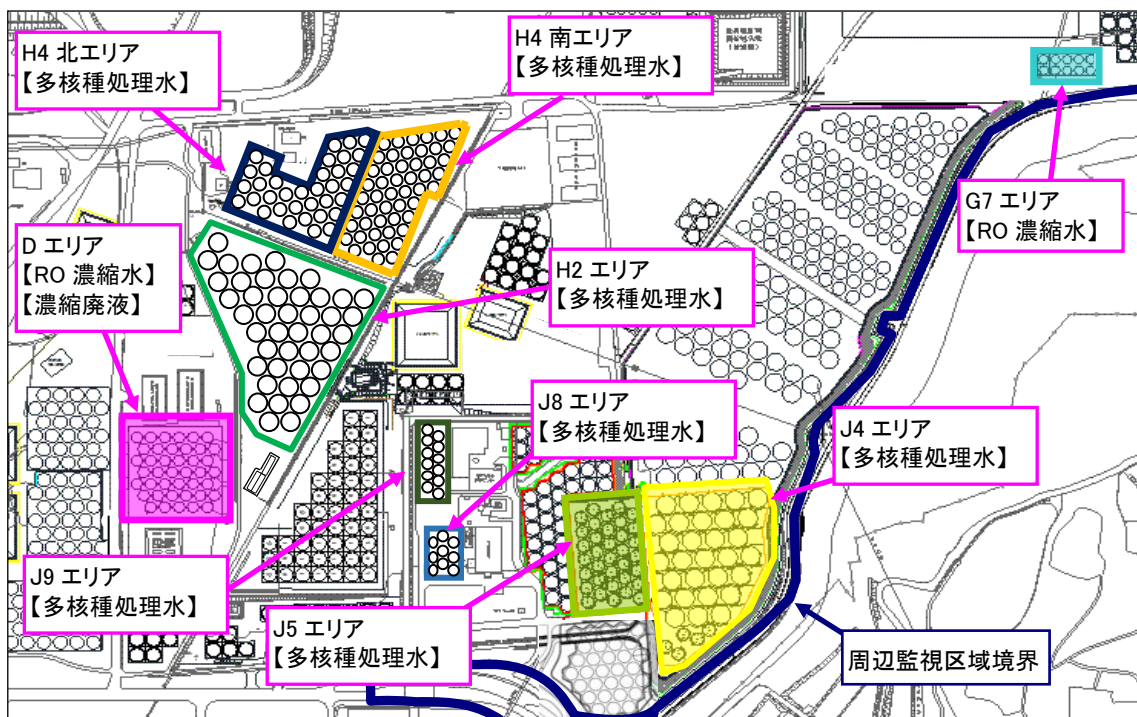 H4 北エリア
【多核種処理水】
H4 南エリア
【多核種処理水】
G7 エリア
【RO 濃縮水】
D エリア
【RO 濃縮水】
【濃縮廃液】
H2 エリア
【多核種処理水】
J8 エリア
【多核種処理水】
J4 エリア
【多核種処理水】
J9 エリア
【多核種処理水】
J5 エリア
【多核種処理水】
周辺監視区域境界